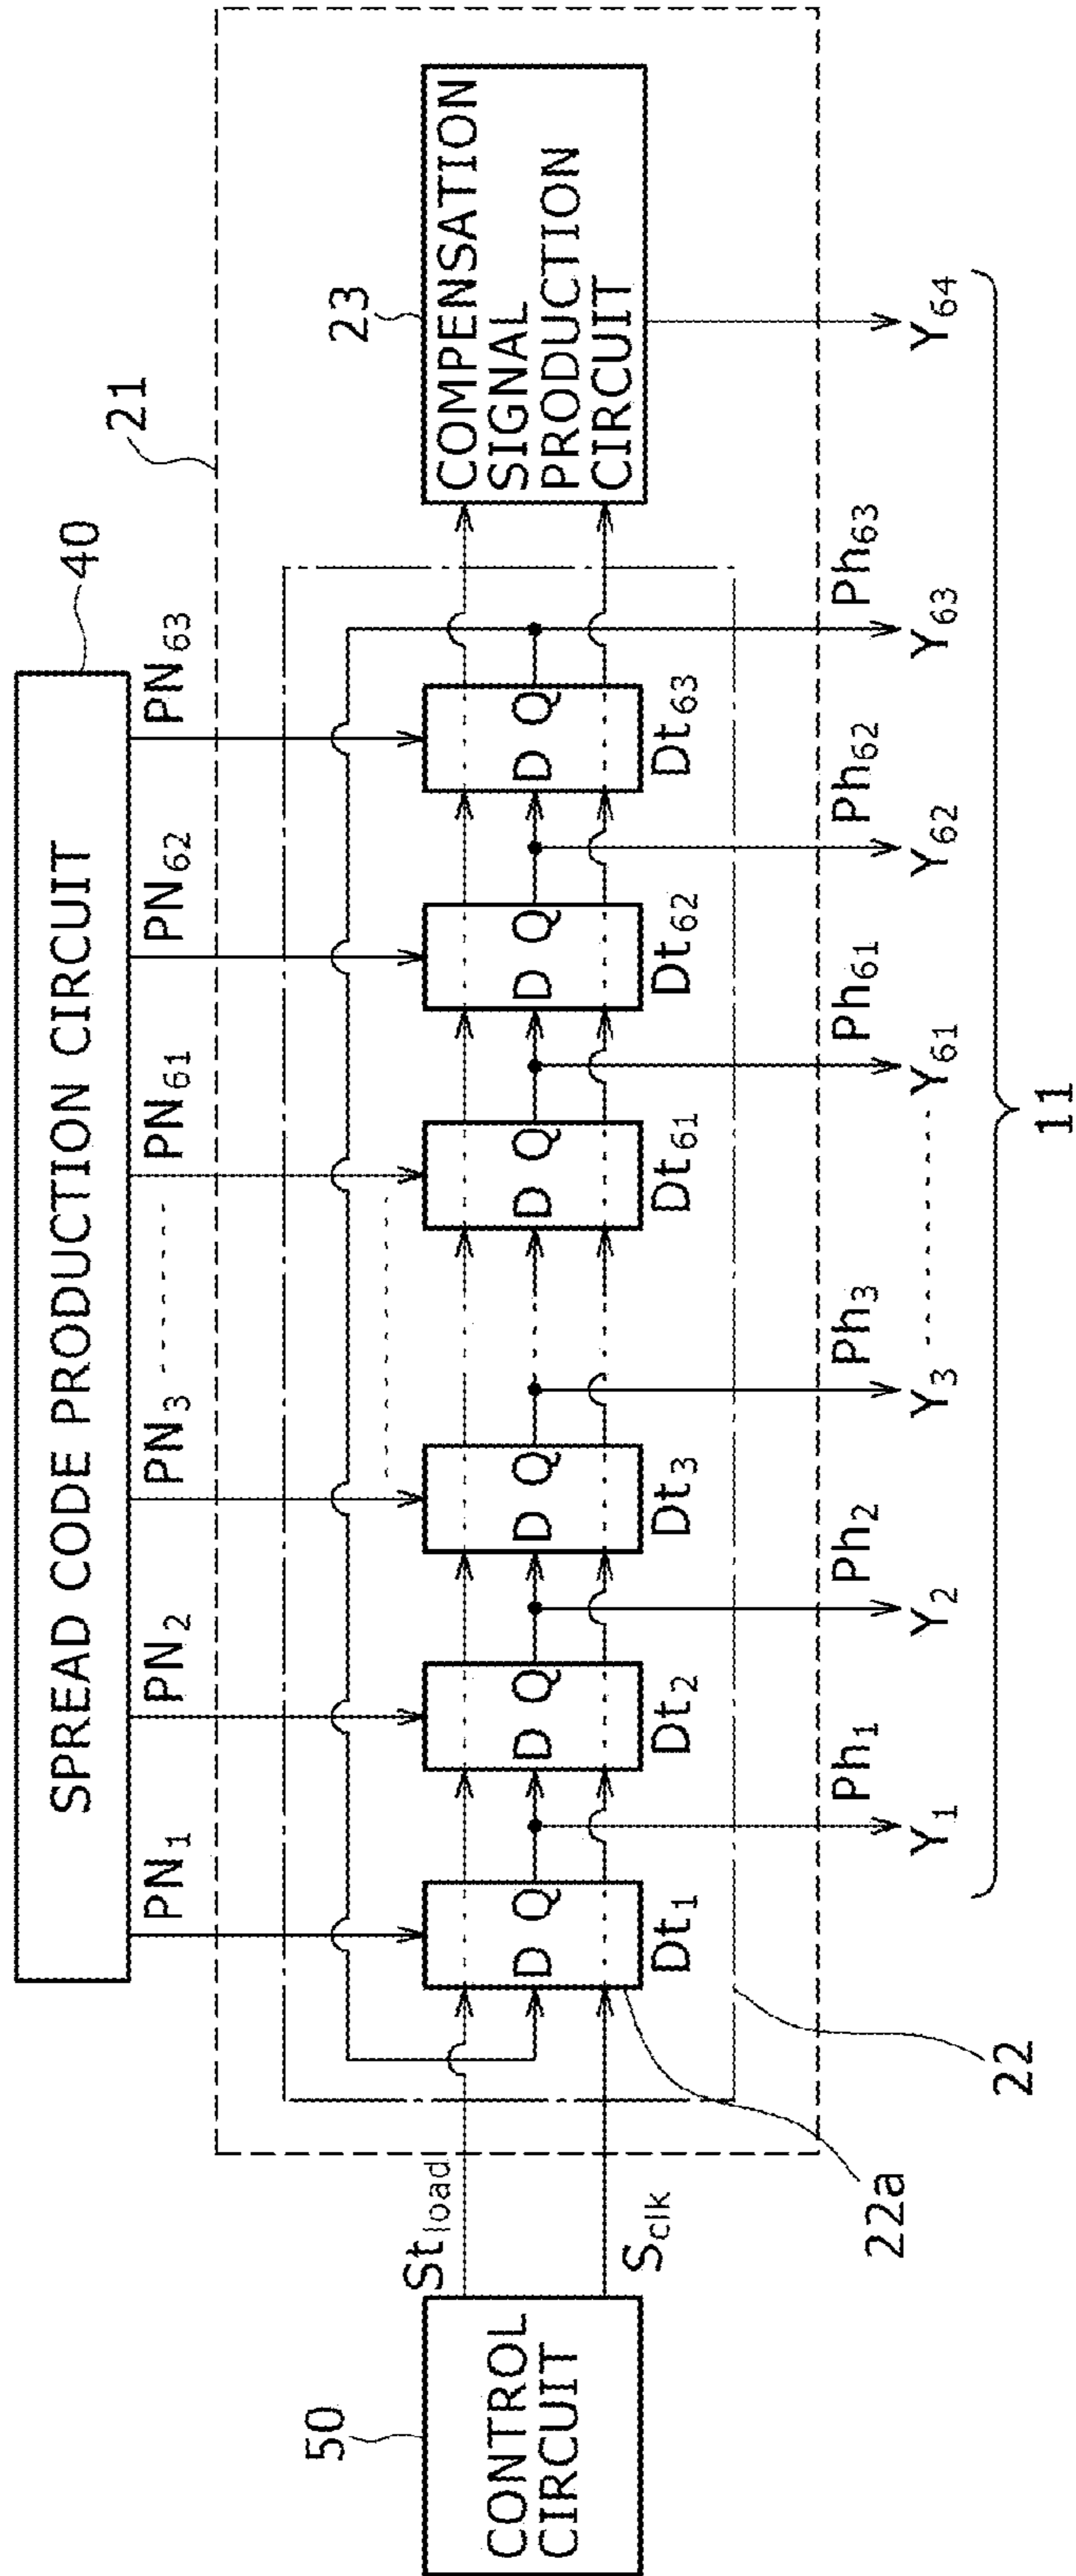 40
SPREAD CODE PRODUCTION CIRCUIT
PN1
PN2
PN3
PN61
PN62
PN63
21
50
CONTROL
CIRCUIT
Stload
Sclk
D Q
D Q
D Q
D Q
D Q
D Q
Dt1
Dt2
Dt3
Dt61
Dt62
Dt63
23
COMPENSATION
SIGNAL
PRODUCTION
CIRCUIT
22a
22
Ph1
Ph2
Ph3
Ph61
Ph62
Ph63
Y1
Y2
Y3
Y61
Y62
Y63
Y64
11